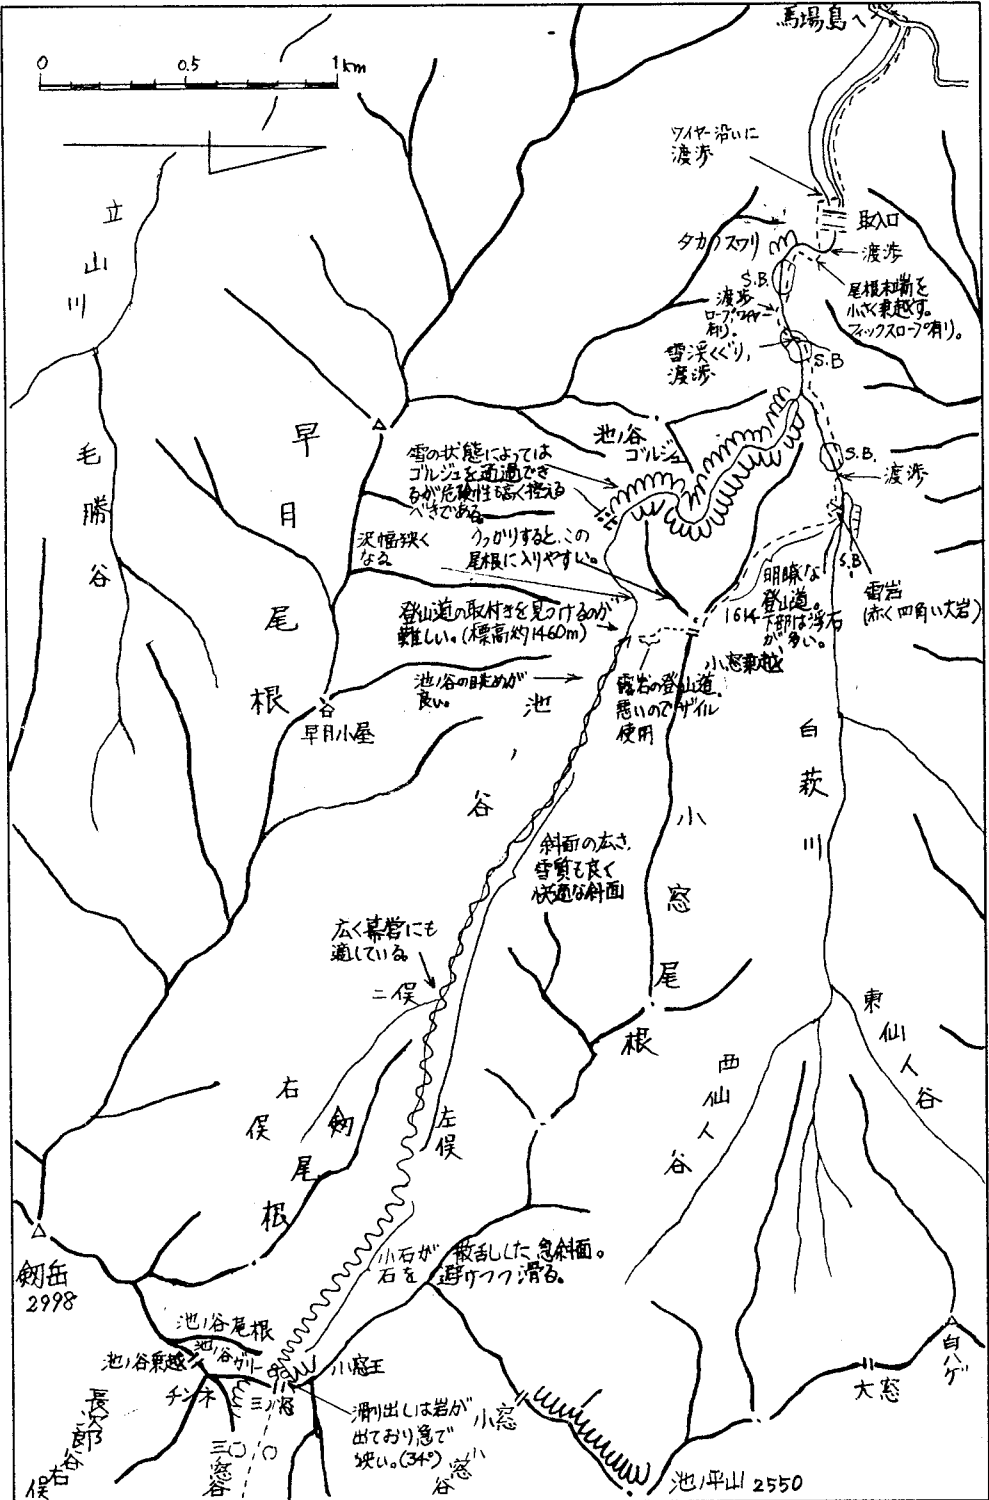 馬場島へ
0 0.5 1km
ワイヤー沿いに
渡渉
取入口
タカノスワリ
渡渉
S.B.
尾根末端を
小さく乗越す。
フィックスロープ有り。
渡渉
ロープ、ワイヤー
有り。
雪渓くぐり、
渡渉
S.B
立山川
毛勝谷
早月尾根
池ノ谷
ゴルジュ
雪の状態によっては
ゴルジュを通過でき
るが危険性も高く控える
べきである。
S.B.
渡渉
沢幅狭く
なる
うっかりすると、この
尾根に入りやすい。
S.B
雷岩
(赤く四角い大岩)
明瞭な
登山道。
下部は浮石
が多い。
1614
登山道の取付きを見つけるのが
難しい。(標高約1460m)
小窓乗越
池ノ谷の眺めが
良い。
雷岩の登山道。
悪いのでザイル
使用
早月小屋
池ノ谷
白萩川
小窓尾根
斜面の広さ、
雪質も良く
快適な斜面
広く幕営にも
適している。
二俣
東仙人谷
西仙人谷
右俣
剱尾根
左俣
小石が散乱した急斜面。
石を避けつつ滑る。
剱岳
2998
池ノ谷尾根
池ノ谷ガリー
池ノ谷乗越
小窓王
チンネ
三ノ窓
滑り出しは岩が
出ており急で
狭い。(34°)
小窓
小窓谷
三ノ窓谷
長次郎谷右俣
白ハゲ
大窓
池ノ平山 2550